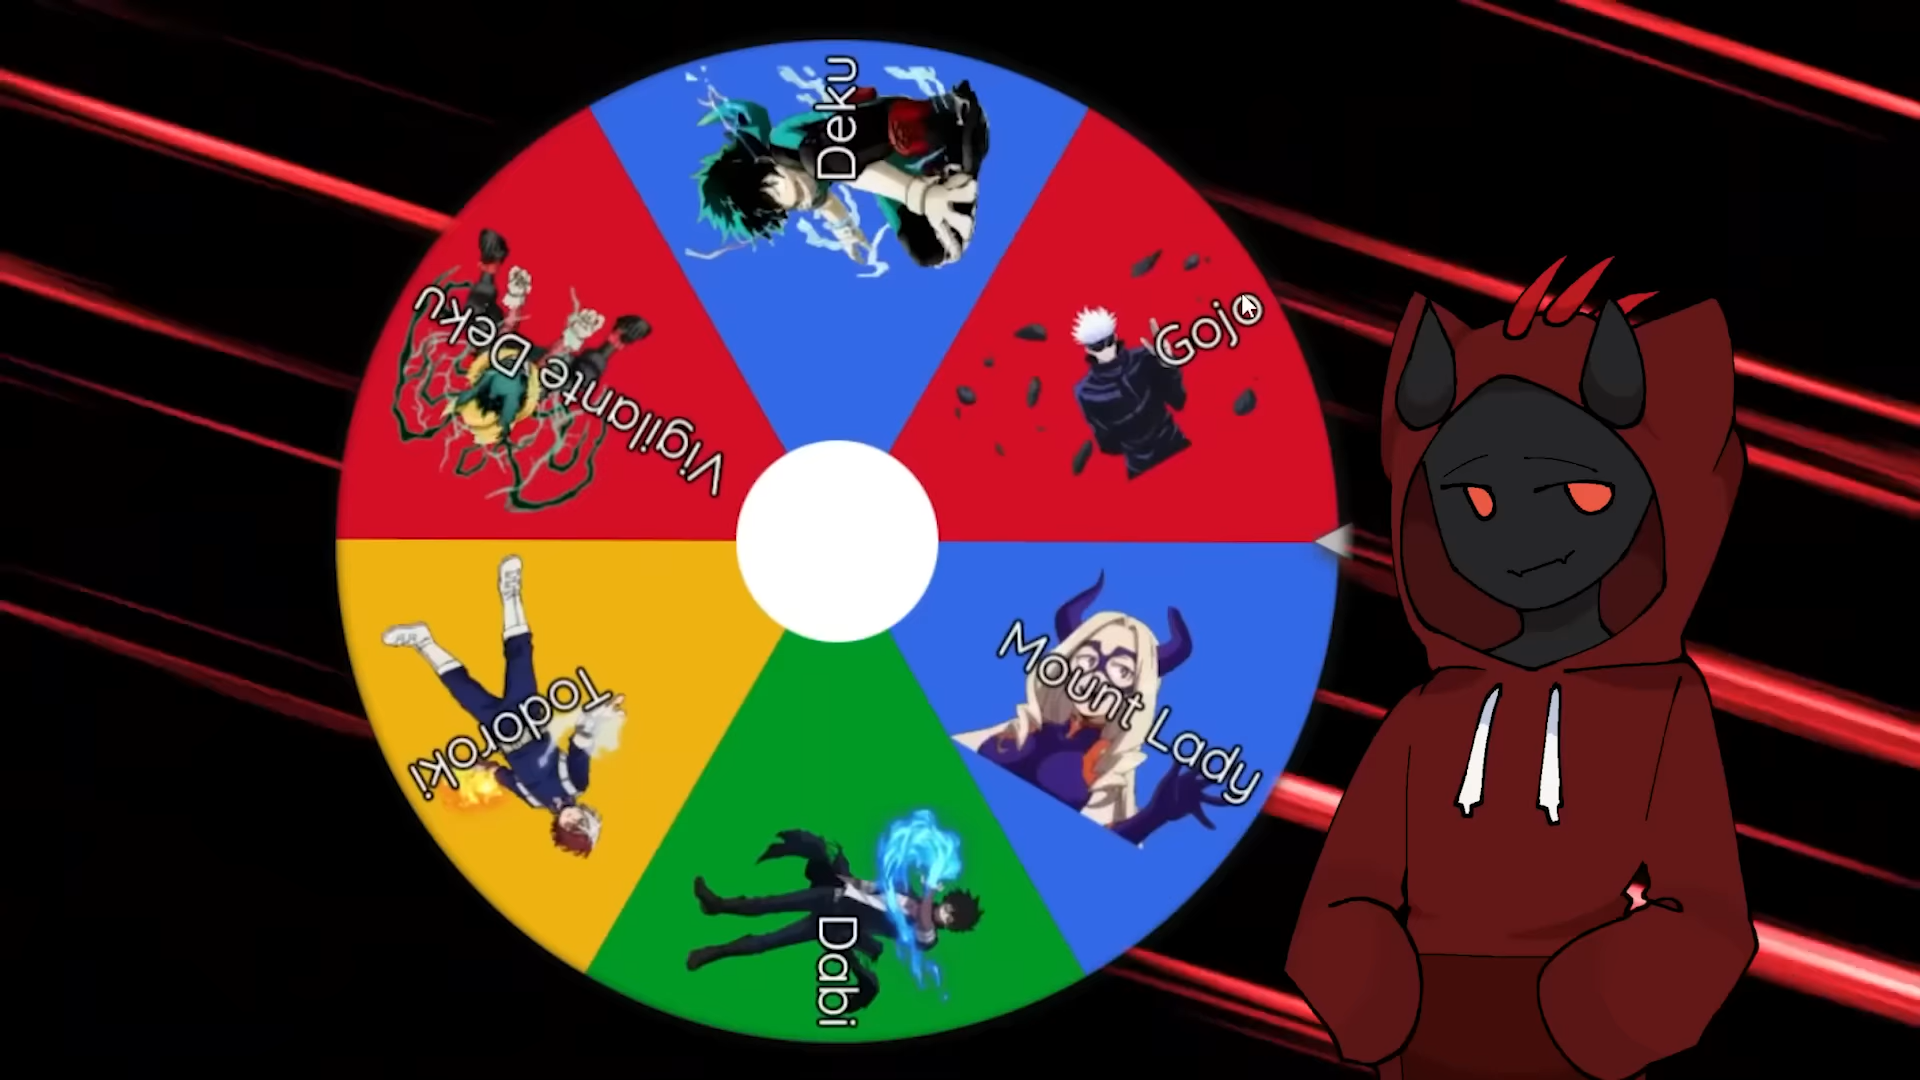 Deku
Gojo
Vigilante Deku
Mount Lady
Todoroki
Dabi